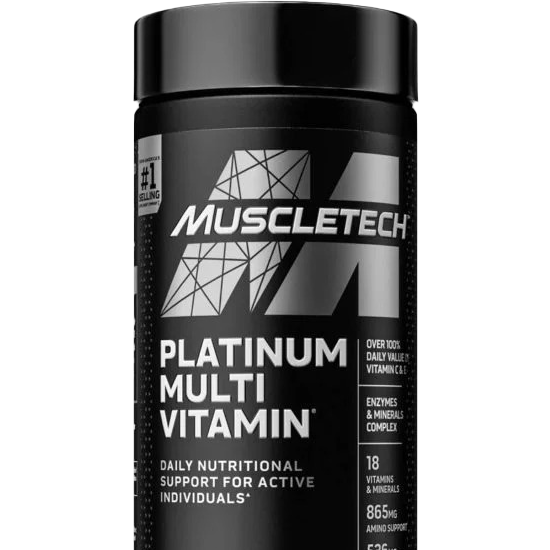 #1
SELLING
MUSCLETECH
PLATINUM
MULTI
VITAMIN®
DAILY NUTRITIONAL
SUPPORT FOR ACTIVE
INDIVIDUALS*
OVER 100%
DAILY VALUE
VITAMIN C & E
ENZYMES
& MINERALS
COMPLEX
18
VITAMINS
& MINERALS
865MG
AMINO SUPPORT